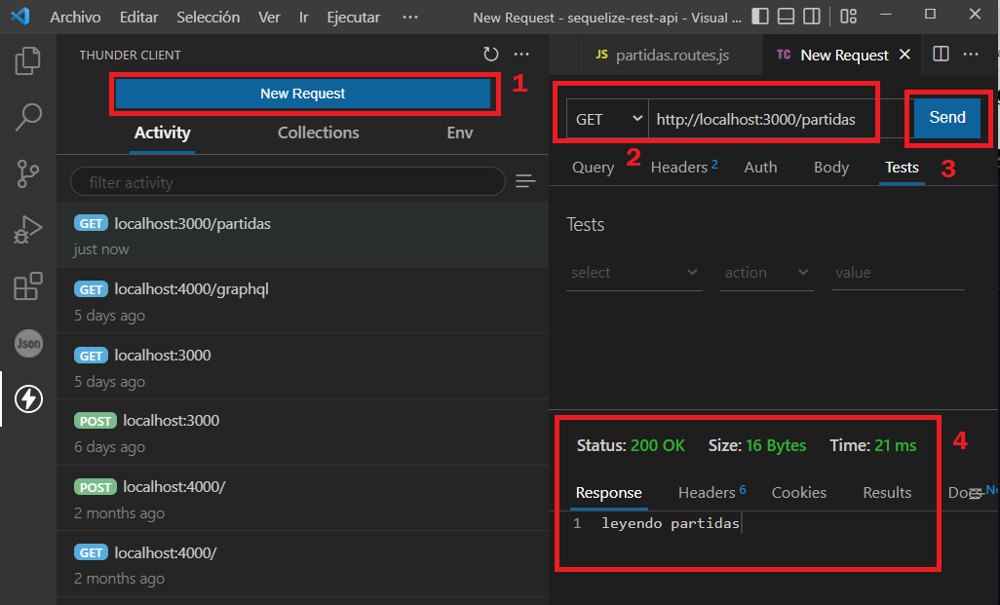 Archivo Editar Selección Ver Ir Ejecutar ··· New Request - sequelize-rest-api - Visual ...
THUNDER CLIENT ···
New Request
1
Activity Collections Env
filter activity
GET localhost:3000/partidas
just now
GET localhost:4000/graphql
5 days ago
GET localhost:3000
5 days ago
POST localhost:3000
6 days ago
POST localhost:4000/
2 months ago
GET localhost:4000/
2 months ago
Json
JS partidas.routes.js TC New Request ···
GET http://localhost:3000/partidas Send
2
3
Query Headers 2 Auth Body Tests
Tests
select action value
Status: 200 OK Size: 16 Bytes Time: 21 ms
4
Response Headers 6 Cookies Results
1 leyendo partidas